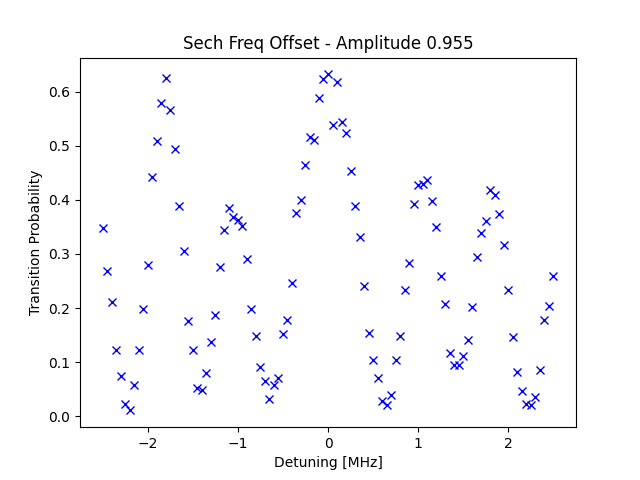 Sech Freq Offset - Amplitude 0.955
Transition Probability
0.6
0.5
0.4
0.3
0.2
0.1
0.0
−2 −1 0 1 2
Detuning [MHz]